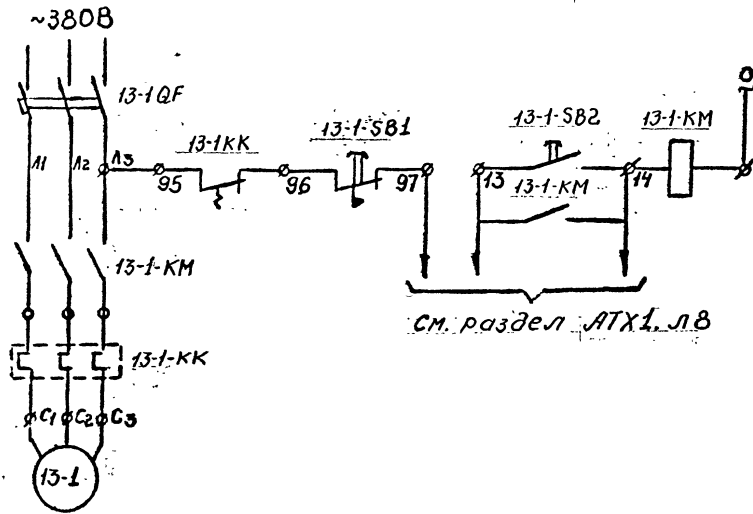 ~380В
13-1QF
Л1
Л2
Л3
95
13-1КК
96
13-1-SВ1
97
13
13-1-SВ2
13-1-КМ
14
13-1-КМ
0
13-1-КМ
см. раздел АТХ1, л8
13-1-КК
С1
С2
С3
13-1